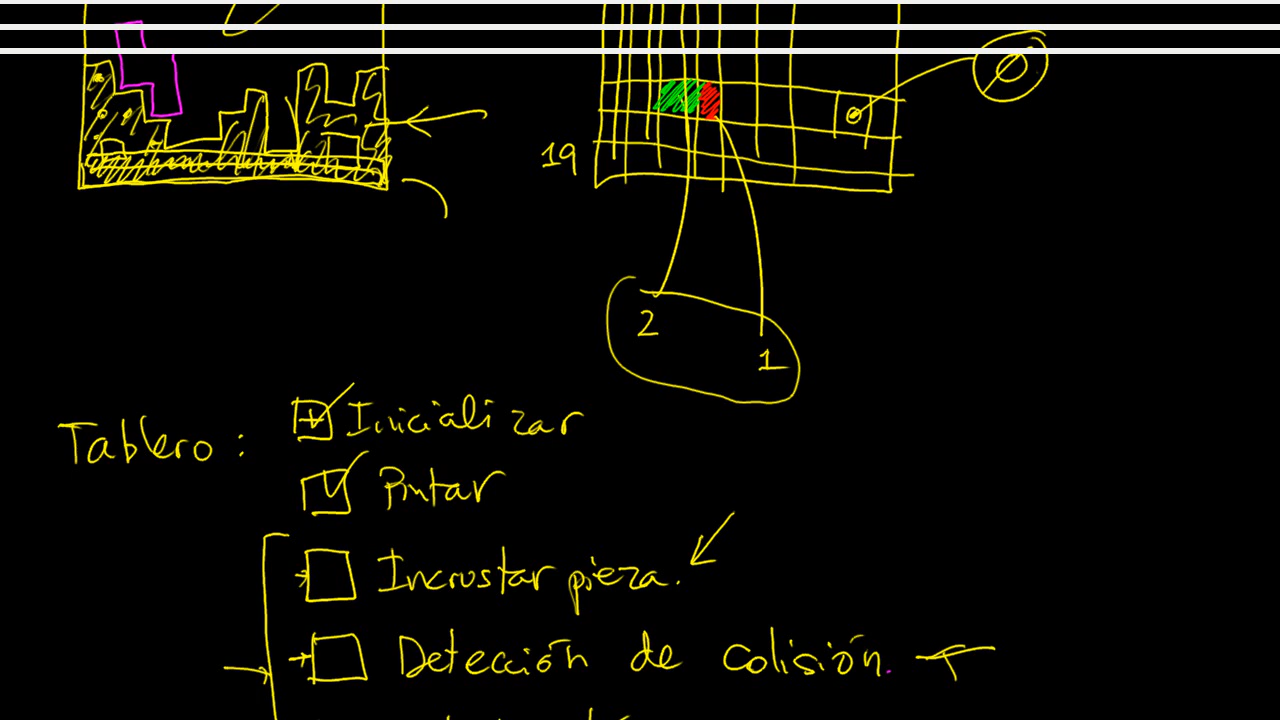 19
2
1
Tablero:
Inicializar
Pintar
Incrustar pieza.
Detección de colisión.